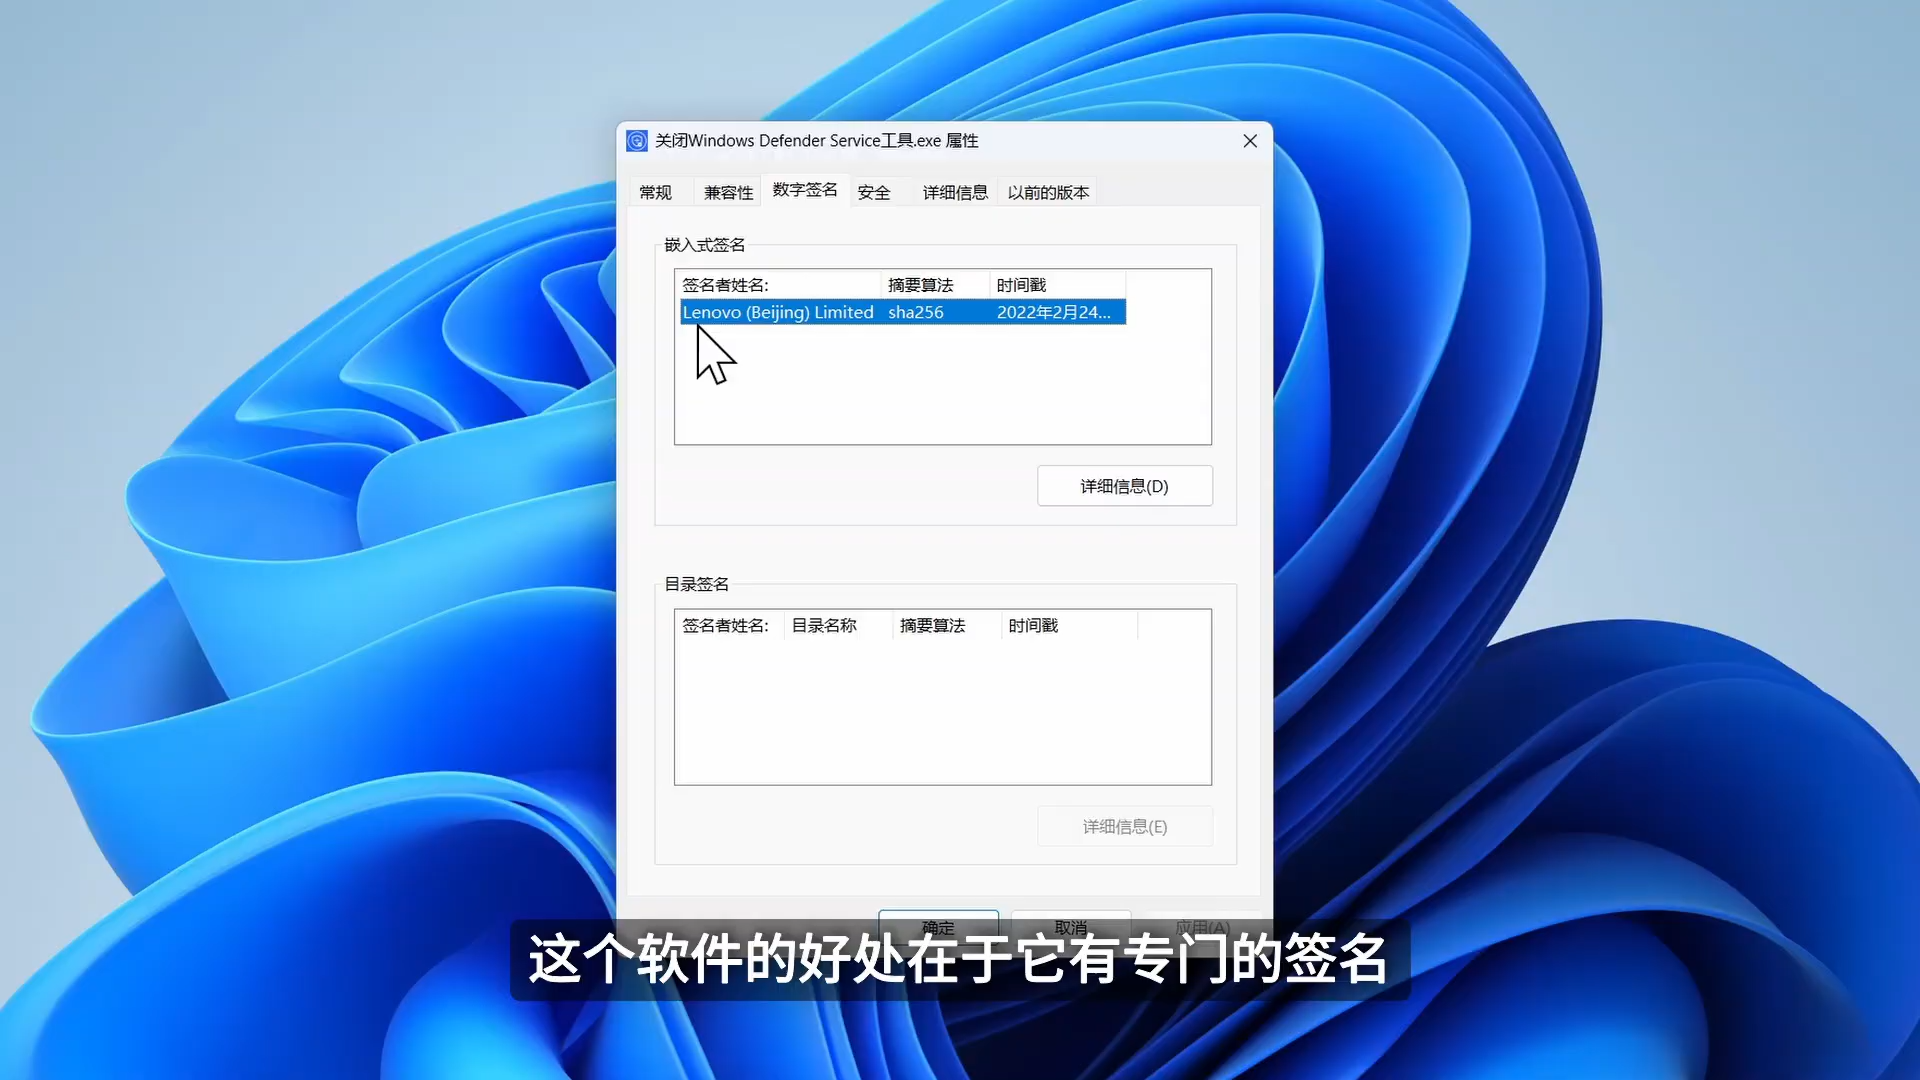 关闭Windows Defender Service工具.exe 属性
常规 兼容性 数字签名 安全 详细信息 以前的版本
嵌入式签名
签名者姓名: 摘要算法 时间戳
Lenovo (Beijing) Limited sha256 2022年2月24...
详细信息(D)
目录签名
签名者姓名: 目录名称 摘要算法 时间戳
详细信息(E)
确定 取消 应用(A)
这个软件的好处在于它有专门的签名